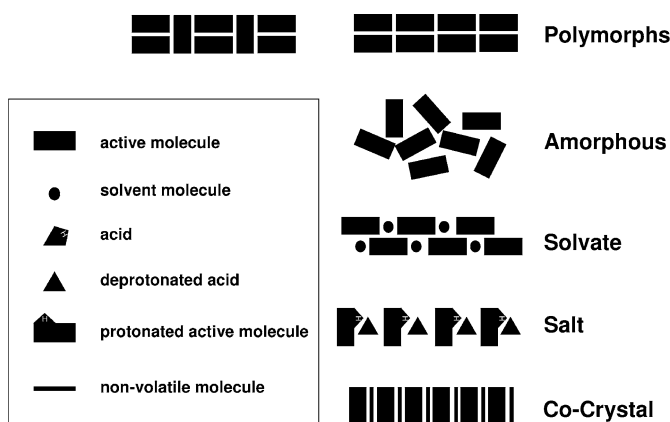 Polymorphs
Amorphous
active molecule
solvent molecule
acid
deprotonated acid
protonated active molecule
non-volatile molecule
Solvate
Salt
Co-Crystal